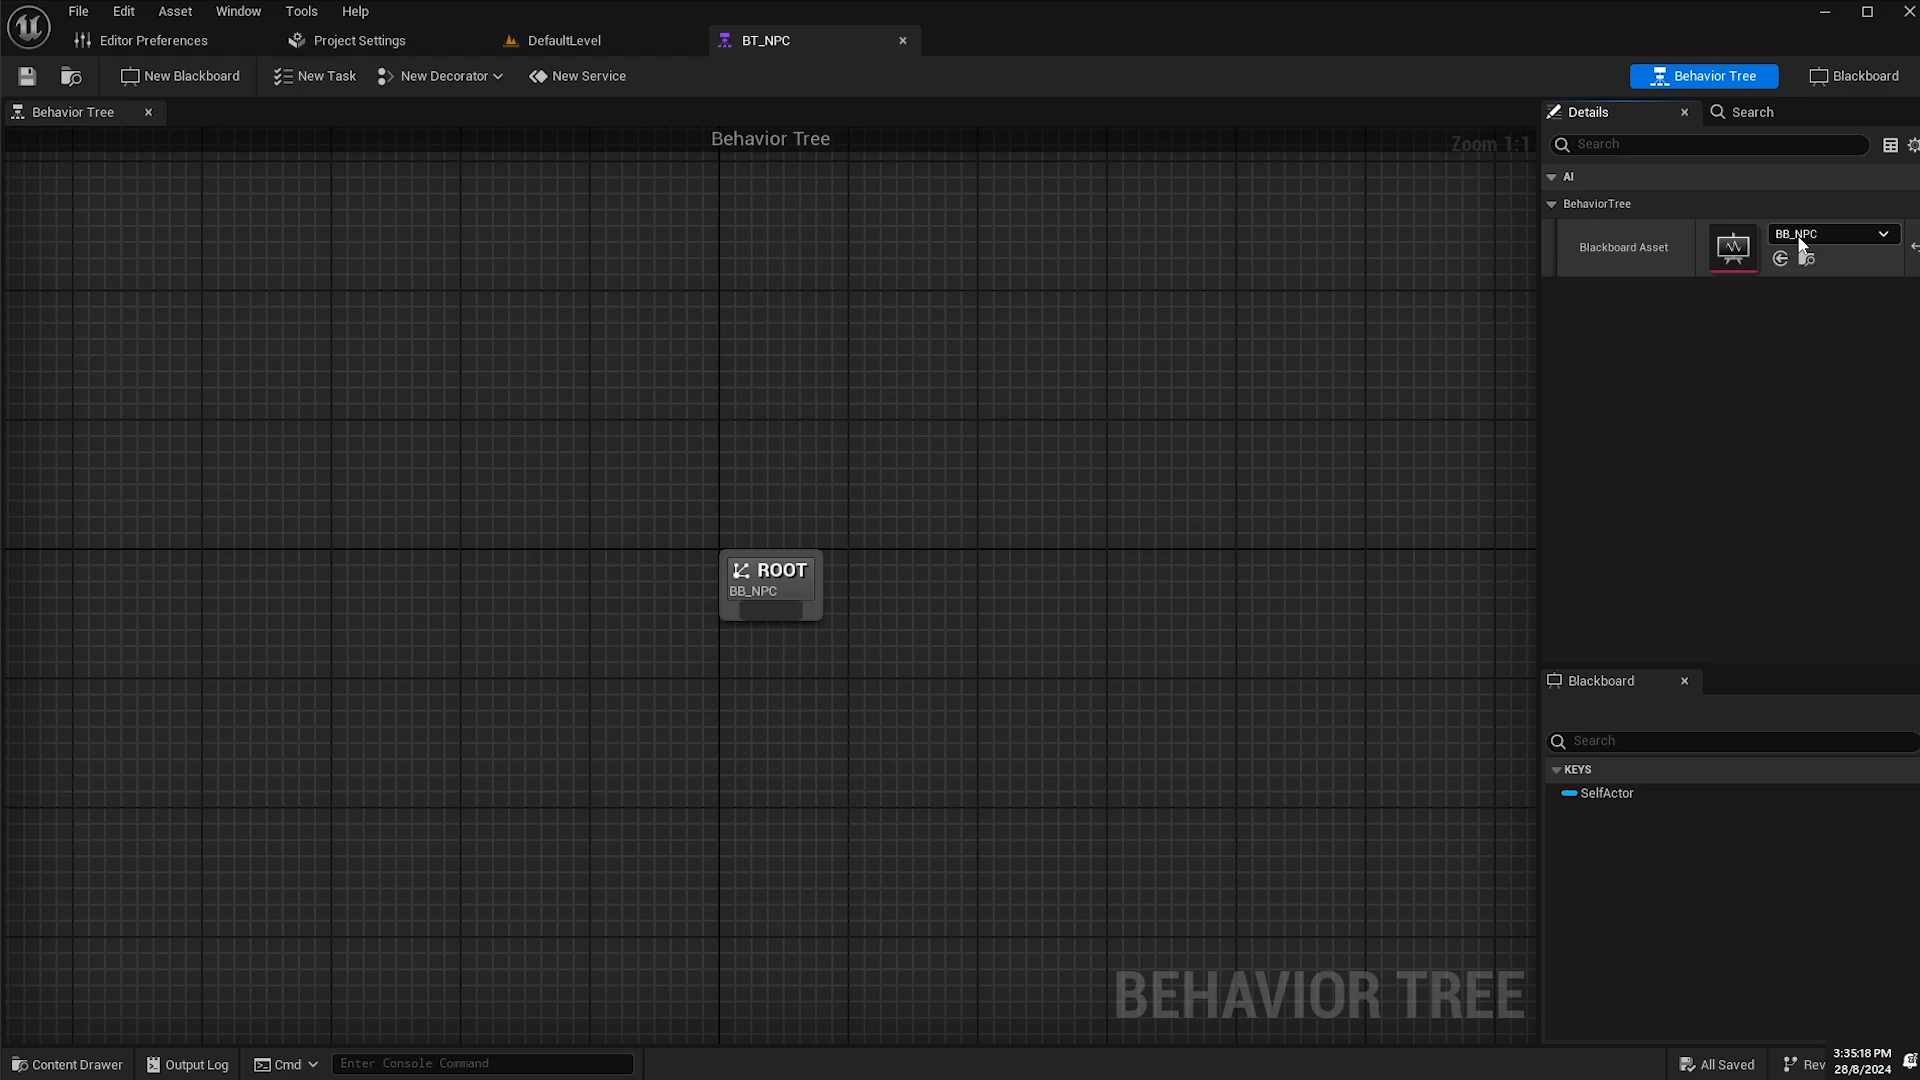 File Edit Asset Window Tools Help
Editor Preferences Project Settings DefaultLevel BT_NPC
New Blackboard New Task New Decorator New Service Behavior Tree Blackboard
Behavior Tree Details Search
Behavior Tree
Zoom 1:1
Search
AI
BehaviorTree
BB_NPC
Blackboard Asset
ROOT
BB_NPC
Blackboard
Search
KEYS
SelfActor
BEHAVIOR TREE
Content Drawer Output Log Cmd Enter Console Command All Saved Rev
3:35:18 PM
28/8/2024